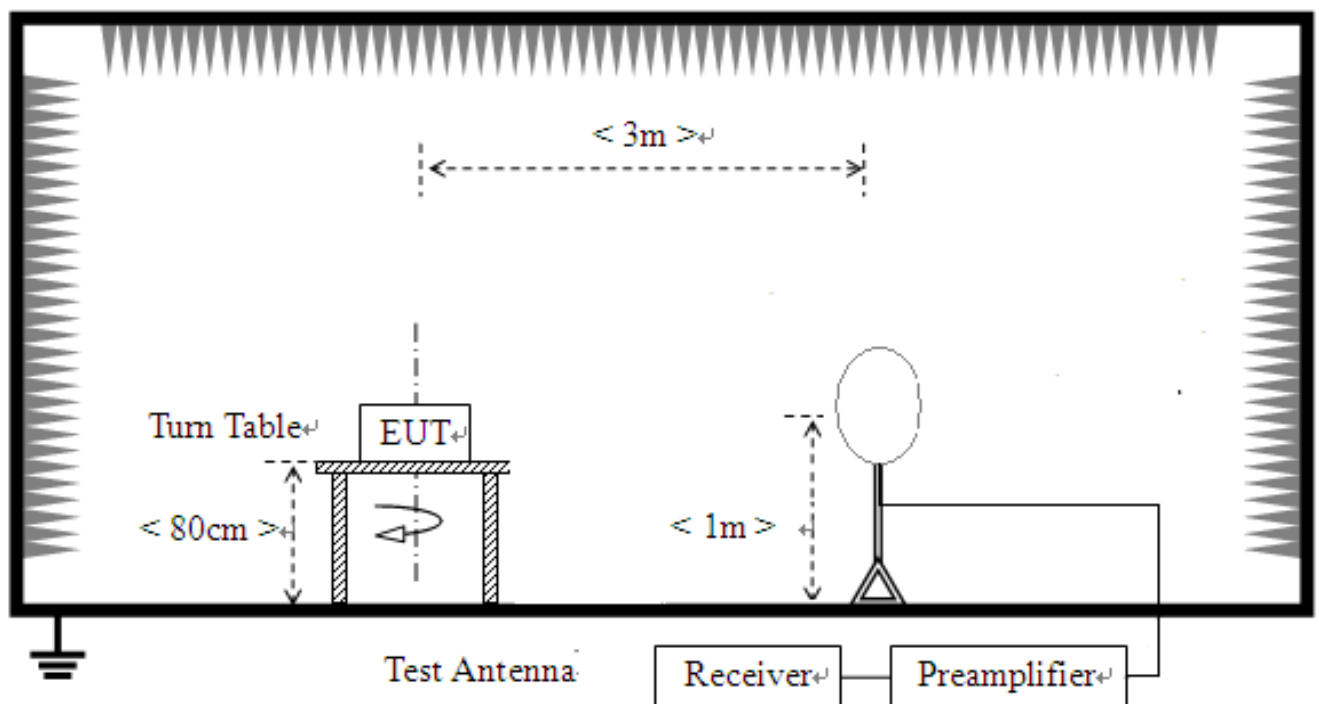 < 3m >↵
Turn Table↵
EUT↵
< 80cm >↵
< 1m >
↵
Test Antenna
Receiver↵
Preamplifier↵